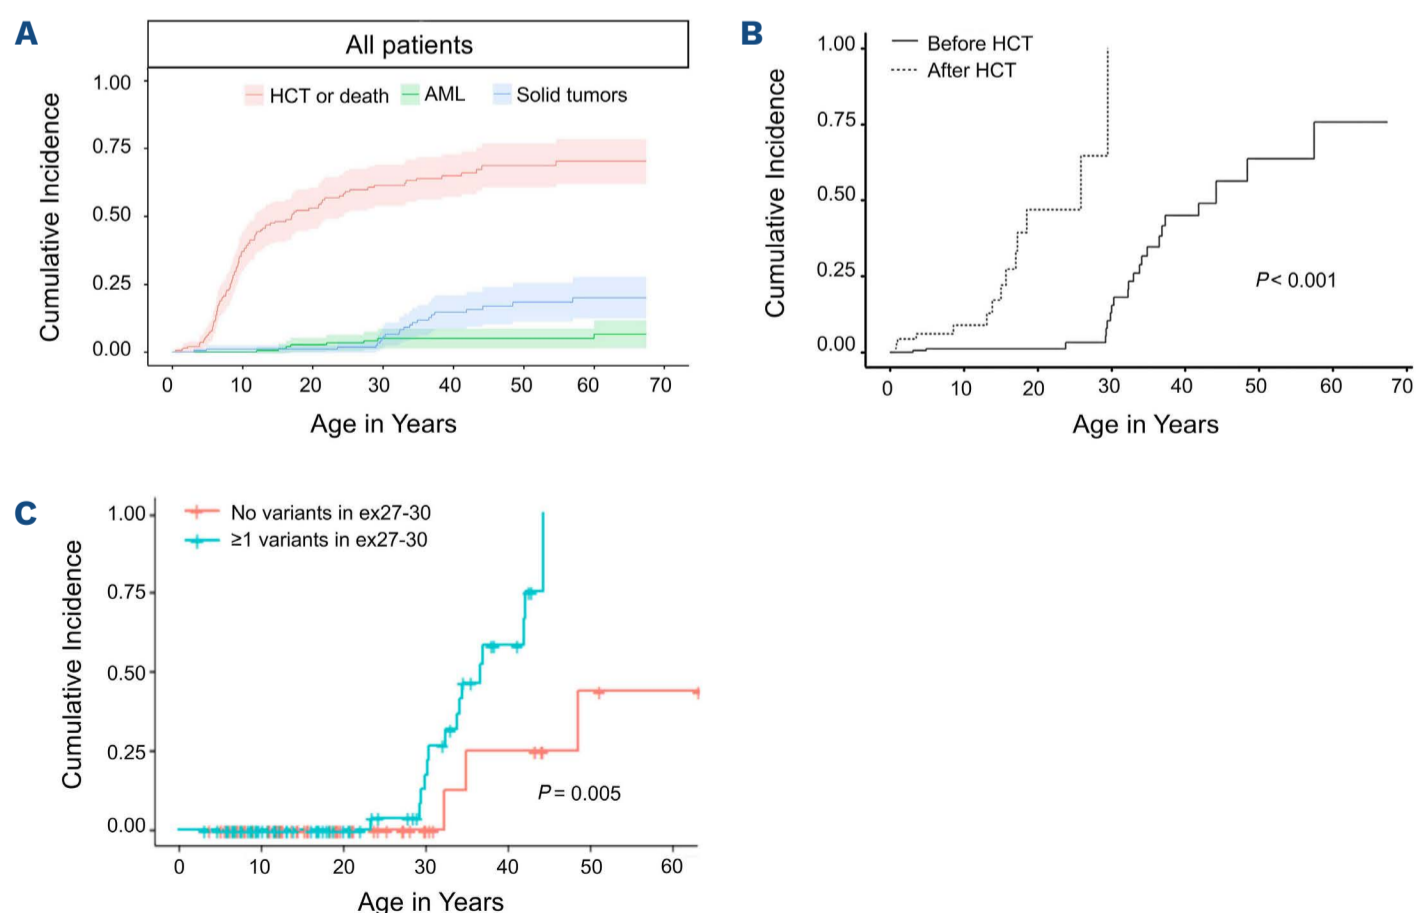 A
All patients
HCT or death AML Solid tumors
Cumulative Incidence
1.00
0.75
0.50
0.25
0.00
0 10 20 30 40 50 60 70
Age in Years
B
Before HCT
After HCT
Cumulative Incidence
1.00
0.75
0.50
0.25
0.00
P< 0.001
0 10 20 30 40 50 60 70
Age in Years
C
No variants in ex27-30
≥1 variants in ex27-30
Cumulative Incidence
1.00
0.75
0.50
0.25
0.00
P= 0.005
0 10 20 30 40 50 60
Age in Years